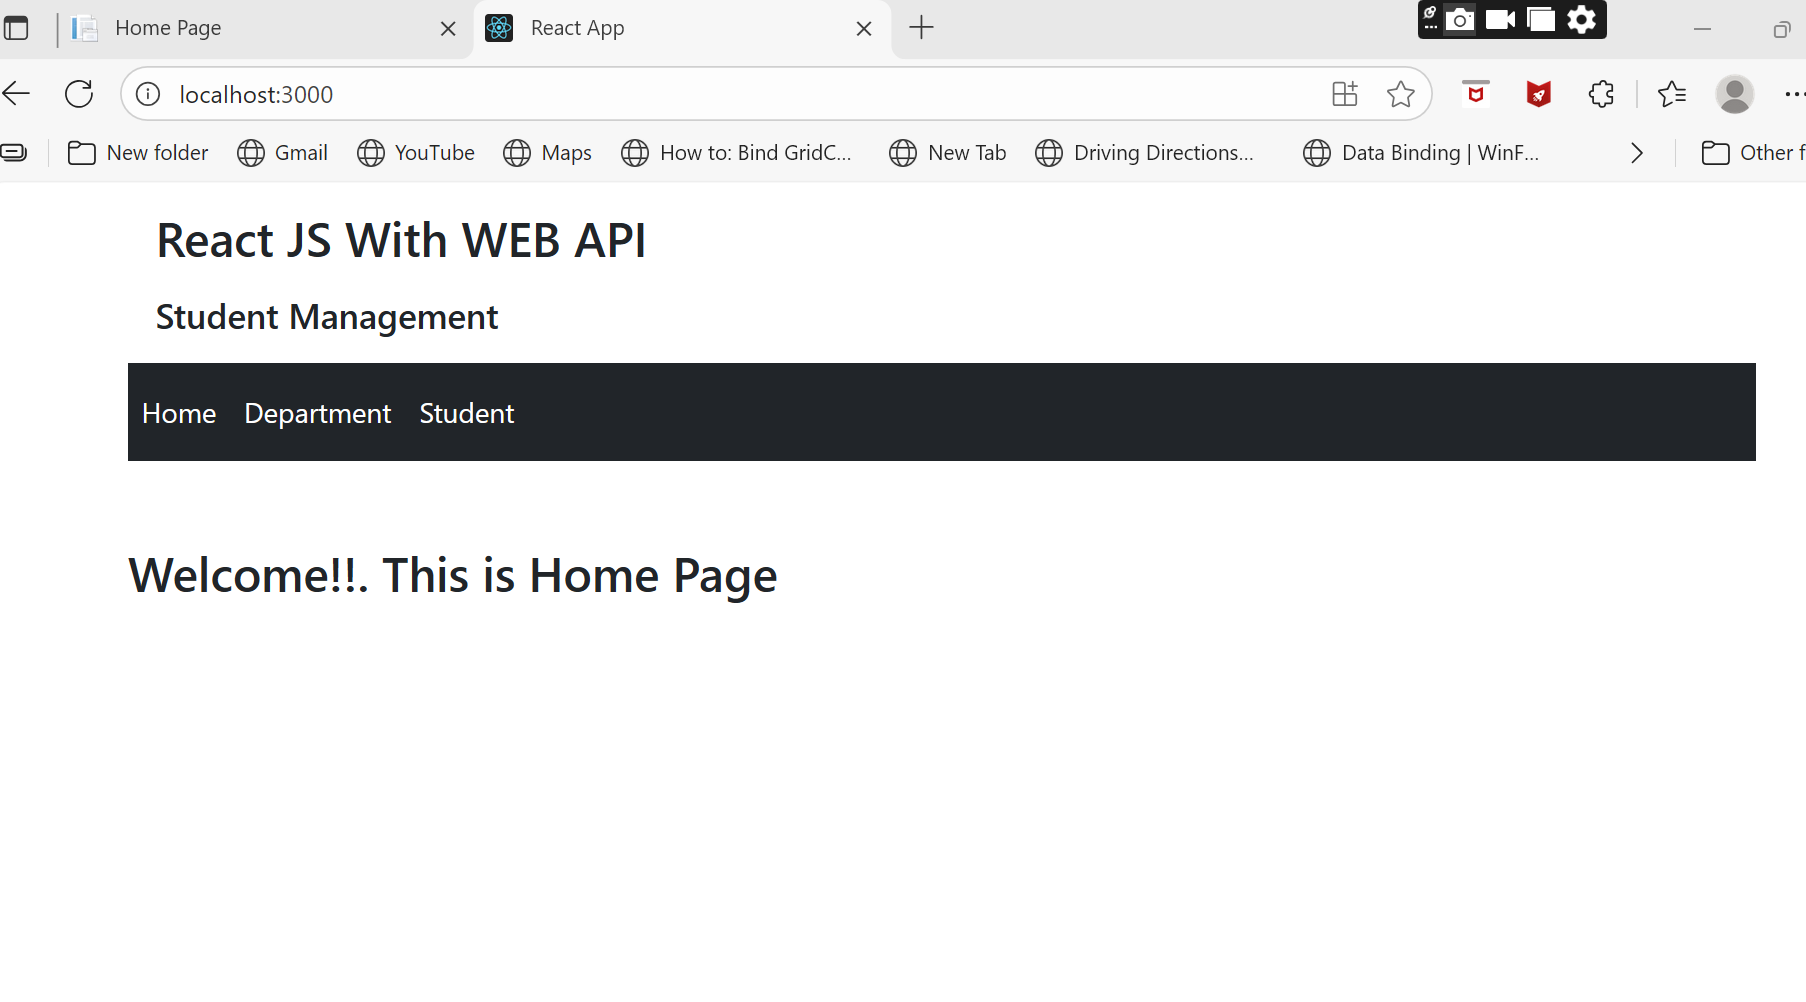 Home Page
React App
localhost:3000
New folder Gmail YouTube Maps How to: Bind GridC... New Tab Driving Directions... Data Binding | WinF... Other f
React JS With WEB API
Student Management
Home Department Student
Welcome!!. This is Home Page